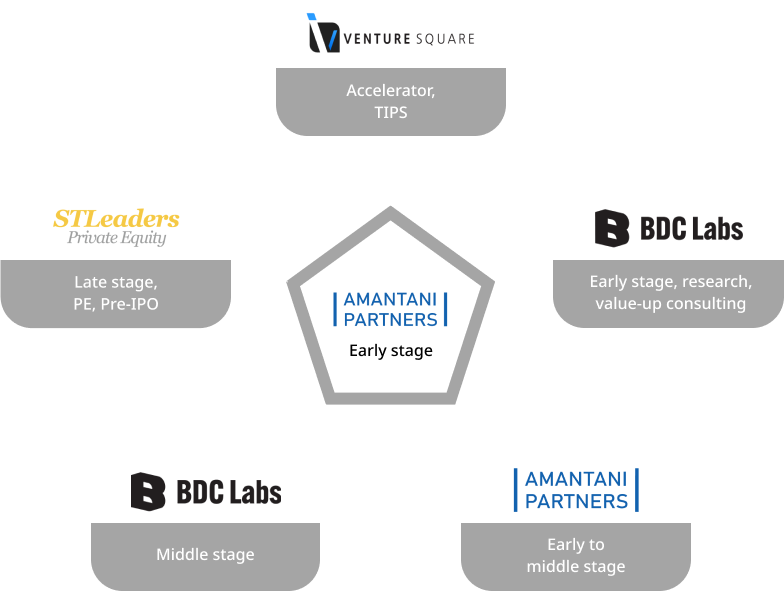 VENTURE SQUARE
Accelerator,
TIPS
STLeaders
Private Equity
Late stage,
PE, Pre-IPO
BDC Labs
Early stage, research,
value-up consulting
AMANTANI
PARTNERS
Early stage
BDC Labs
Middle stage
AMANTANI
PARTNERS
Early to
middle stage